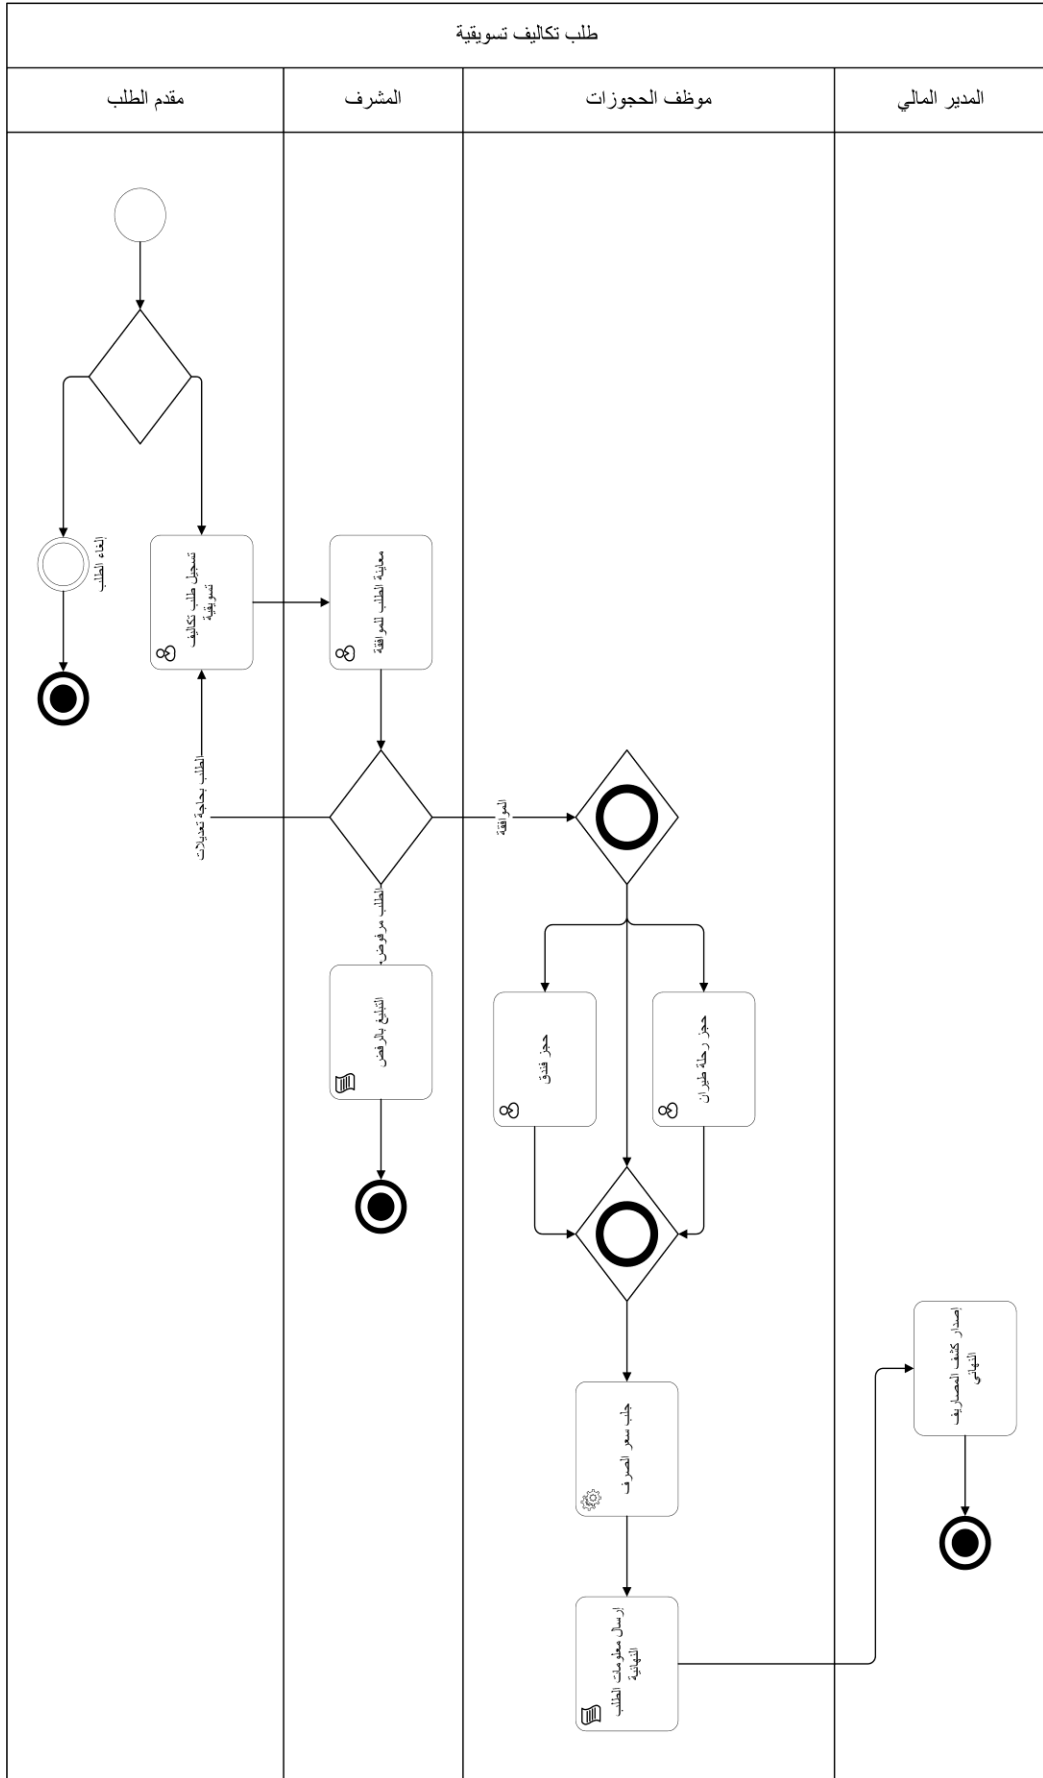 طلب تكاليف تسويقية
مقدم الطلب
المشرف
موظف الحجوزات
المدير المالي
إلغاء الطلب
تسجيل طلب تكاليف
تسويقية
معاينة الطلب للموافقة
الطلب بحاجة تعديلات
الموافقة
الطلب مرفوض
التبليغ بالرفض
حجز فندق
حجز رحلة طيران
جلب سعر الصرف
إرسال معلومات الطلب
النهائية
إصدار كشف المصاريف
النهائي